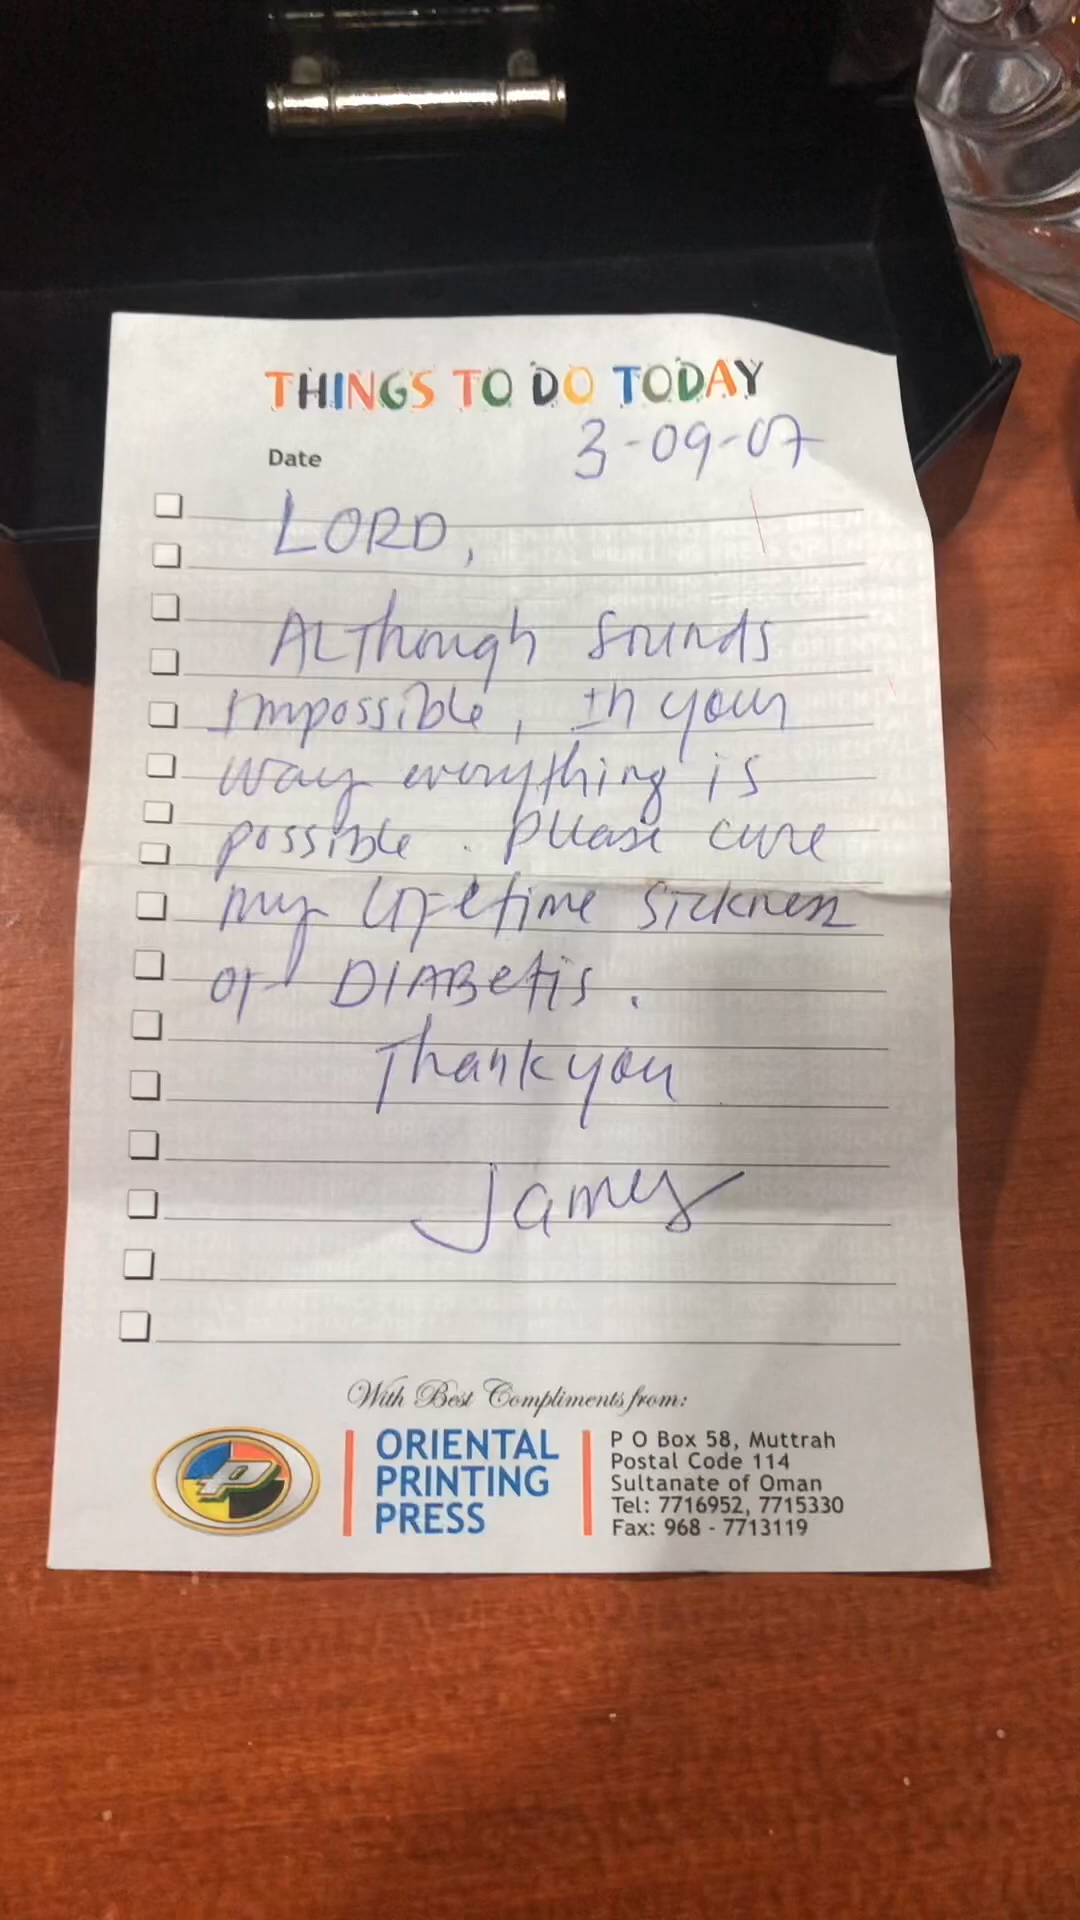 THINGS TO DO TODAY
Date 3-09-07
LORD,
ALThough sounds
Impossible, In your
way everything is
possible. Please cure
my lifetime sickness
of DIABetis.
Thank you
James
With Best Compliments from:
P
ORIENTAL
PRINTING
PRESS
P O Box 58, Muttrah
Postal Code 114
Sultanate of Oman
Tel: 7716952, 7715330
Fax: 968 - 7713119